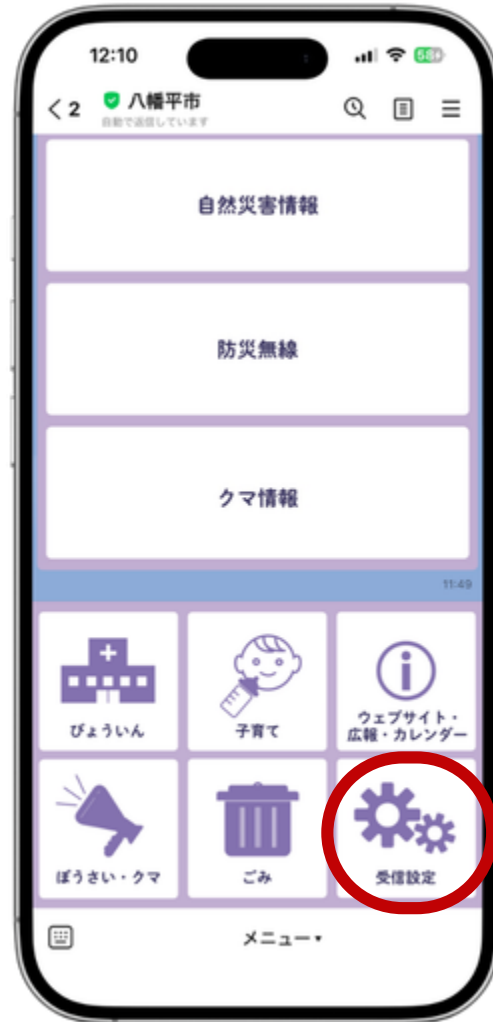 12:10
58
2
八幡平市
自動で返信しています
自然災害情報
防災無線
クマ情報
11:49
びょういん
子育て
ウェブサイト・
広報・カレンダー
ぼうさい・クマ
ごみ
受信設定
メニュー▾